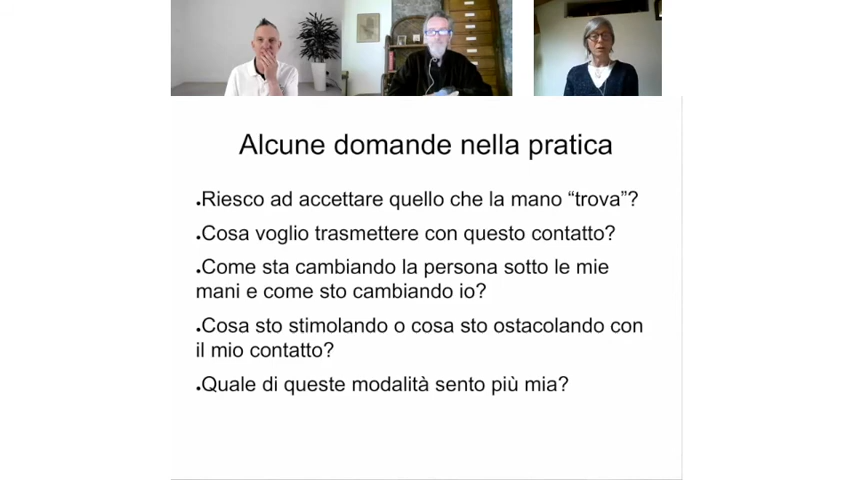 Alcune domande nella pratica
●Riesco ad accettare quello che la mano “trova”?
●Cosa voglio trasmettere con questo contatto?
●Come sta cambiando la persona sotto le mie
mani e come sto cambiando io?
●Cosa sto stimolando o cosa sto ostacolando con
il mio contatto?
●Quale di queste modalità sento più mia?